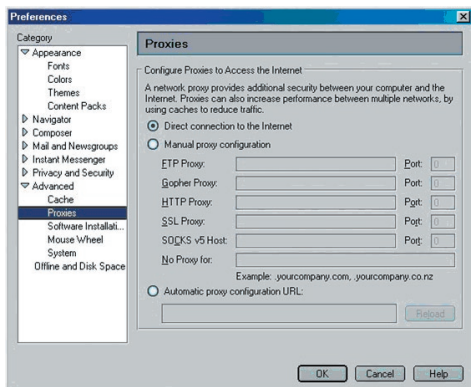 Preferences
Category
Appearance
Fonts
Colors
Themes
Content Packs
Navigator
Composer
Mail and Newsgroups
Instant Messenger
Privacy and Security
Advanced
Cache
Proxies
Software Installati...
Mouse Wheel
System
Offline and Disk Space
Proxies
Configure Proxies to Access the Internet
A network proxy provides additional security between your computer and the
Internet. Proxies can also increase performance between multiple networks, by
using caches to reduce traffic.
Direct connection to the Internet
Manual proxy configuration
FTP Proxy: Port: 0
Gopher Proxy: Port: 0
HTTP Proxy: Port: 0
SSL Proxy: Port: 0
SOCKS v5 Host: Port: 0
No Proxy for:
Example: .yourcompany.com, .yourcompany.co.nz
Automatic proxy configuration URL:
Reload
OK Cancel Help